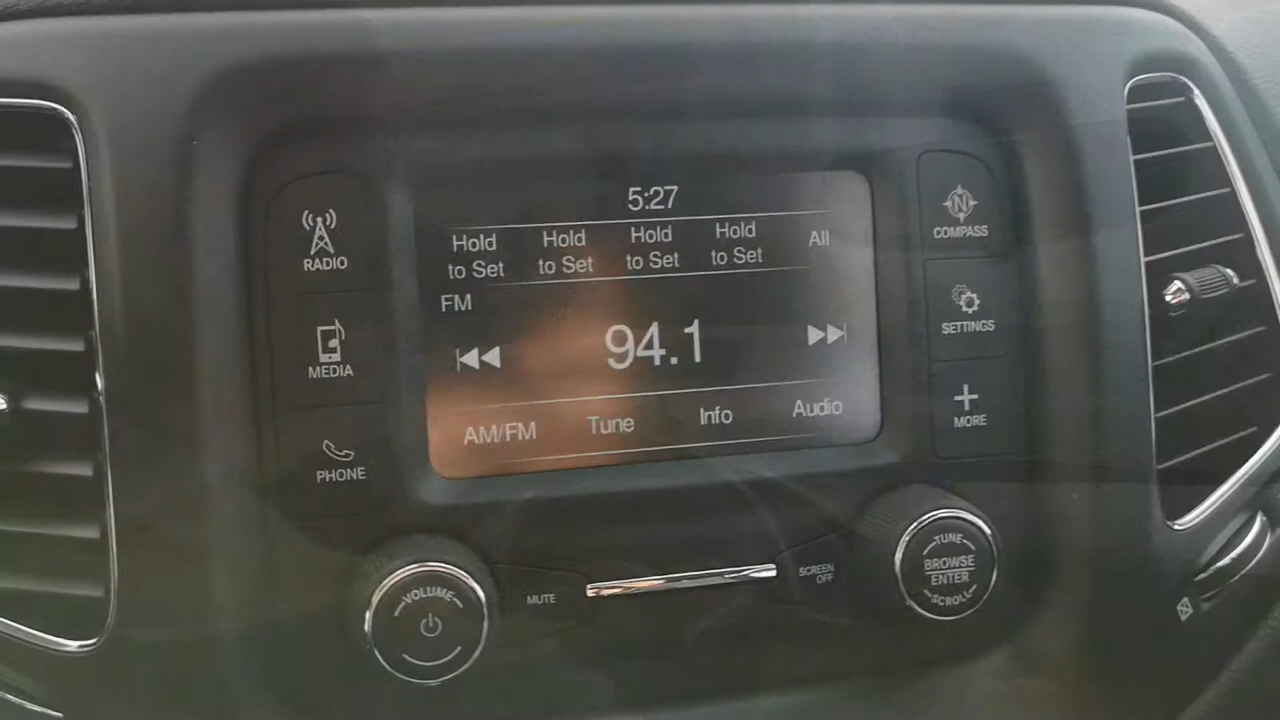 5:27
Hold to Set
Hold to Set
Hold to Set
Hold to Set
All
FM
94.1
AM/FM
Tune
Info
Audio
RADIO
MEDIA
PHONE
N
COMPASS
SETTINGS
MORE
VOLUME
MUTE
SCREEN OFF
TUNE
BROWSE
ENTER
SCROLL